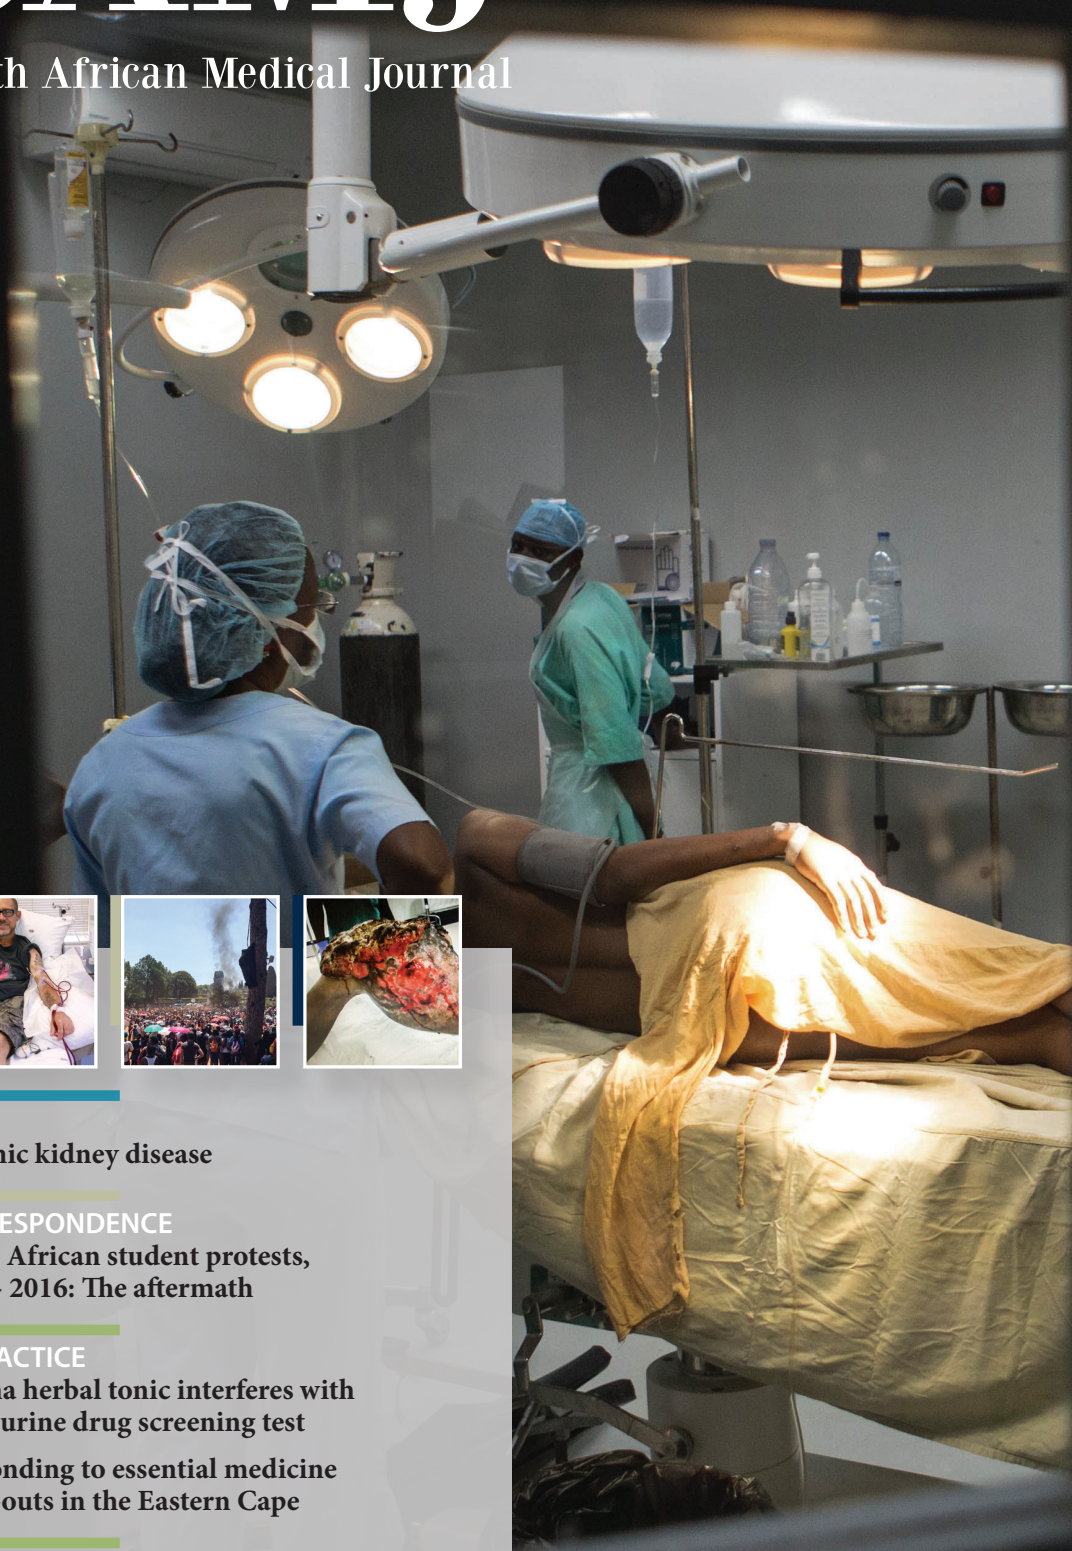 th African Medical Journal
nic kidney disease
ESPONDENCE
African student protests,
- 2016: The aftermath
ACTICE
na herbal tonic interferes with
urine drug screening test
onding to essential medicine
outs in the Eastern Cape